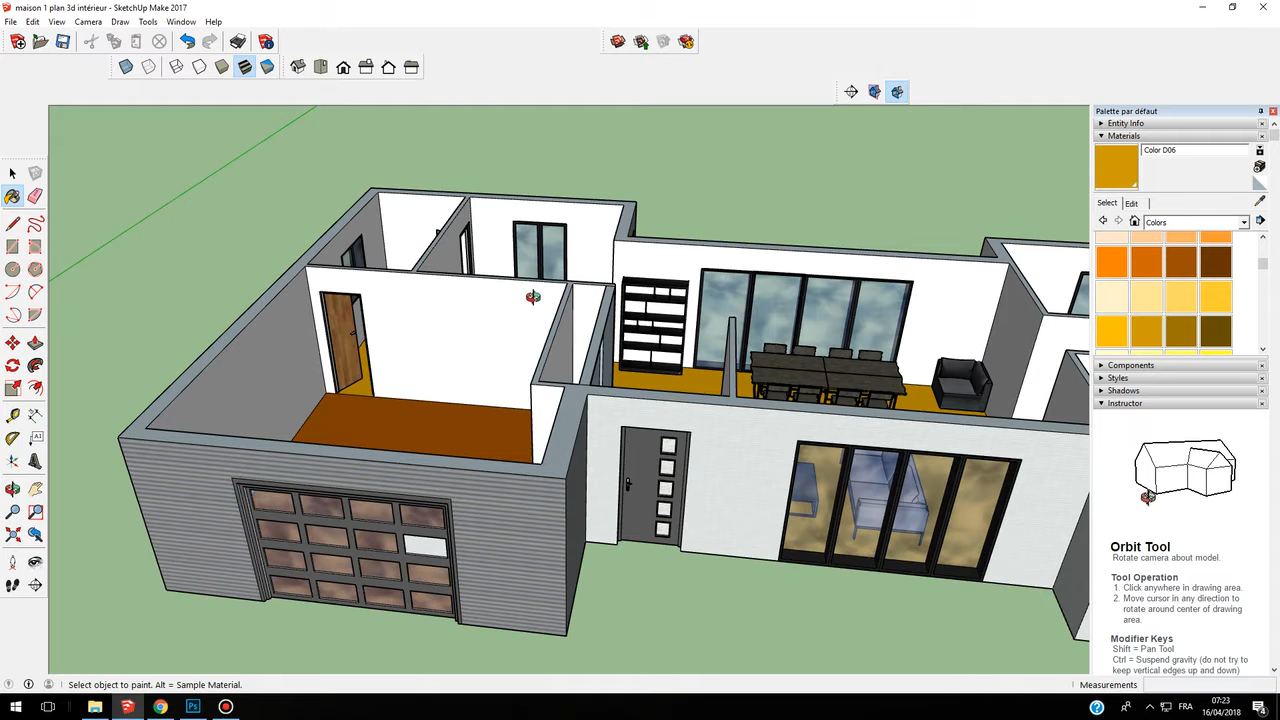 maison 1 plan 3d intérieur - SketchUp Make 2017
File Edit View Camera Draw Tools Window Help
Palette par défaut
Entity Info
Materials
Color D06
Select Edit
Colors
Components
Styles
Shadows
Instructor
Orbit Tool
Rotate camera about model.
Tool Operation
1. Click anywhere in drawing area.
2. Move cursor in any direction to
rotate around center of drawing
area.
Modifier Keys
Shift = Pan Tool
Ctrl = Suspend gravity (do not try to
keep vertical edges up and down)
Select object to paint. Alt = Sample Material.
Measurements
Ps
FRA
07:23
16/04/2018
4